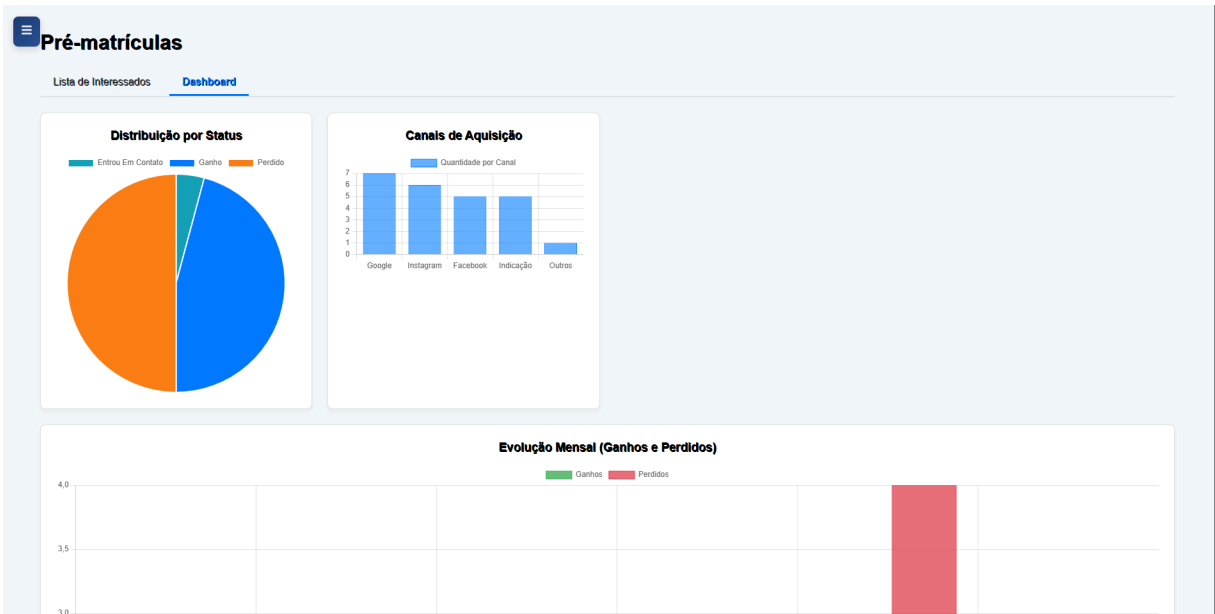 Pré-matrículas
Lista de Interessados Dashboard
Distribuição por Status
Entrou Em Contato Ganho Perdido
Canais de Aquisição
Quantidade por Canal
7
6
5
4
3
2
1
0
Google Instagram Facebook Indicação Outros
Evolução Mensal (Ganhos e Perdidos)
Ganhos Perdidos
4,0
3,5
3,0